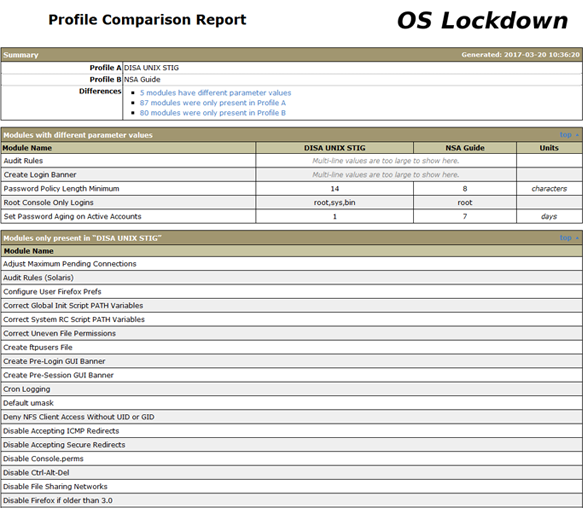 Profile Comparison Report
OS Lockdown
Summary Generated: 2017-03-20 10:36:20
Profile A DISA UNIX STIG
Profile B NSA Guide
Differences
5 modules have different parameter values
87 modules were only present in Profile A
80 modules were only present in Profile B
Modules with different parameter values top
Module Name DISA UNIX STIG NSA Guide Units
Audit Rules Multi-line values are too large to show here.
Create Login Banner Multi-line values are too large to show here.
Password Policy Length Minimum 14 8 characters
Root Console Only Logins root,sys,bin root
Set Password Aging on Active Accounts 1 7 days
Modules only present in "DISA UNIX STIG" top
Module Name
Adjust Maximum Pending Connections
Audit Rules (Solaris)
Configure User Firefox Prefs
Correct Global Init Script PATH Variables
Correct System RC Script PATH Variables
Correct Uneven File Permissions
Create ftpusers File
Create Pre-Login GUI Banner
Create Pre-Session GUI Banner
Cron Logging
Default umask
Deny NFS Client Access Without UID or GID
Disable Accepting ICMP Redirects
Disable Accepting Secure Redirects
Disable Console.perms
Disable Ctrl-Alt-Del
Disable File Sharing Networks
Disable Firefox if older than 3.0